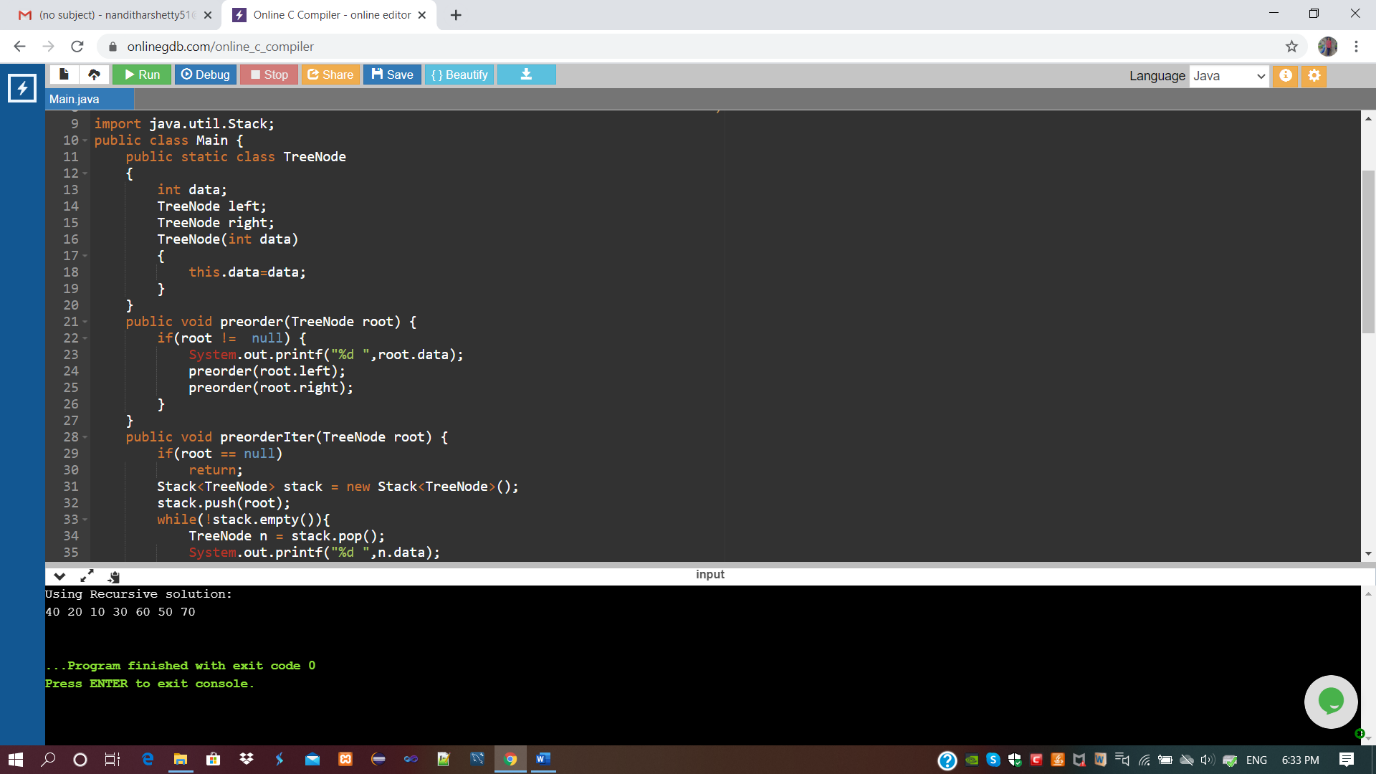 (no subject) - nanditharshetty51
Online C Compiler - online editor
onlinegdb.com/online_c_compiler
Run Debug Stop Share Save {} Beautify
Language Java
Main.java
9 import java.util.Stack;
10 public class Main {
11 public static class TreeNode
12 {
13 int data;
14 TreeNode left;
15 TreeNode right;
16 TreeNode(int data)
17 {
18 this.data=data;
19 }
20 }
21 public void preorder(TreeNode root) {
22 if(root !=  null) {
23 System.out.printf("%d ",root.data);
24 preorder(root.left);
25 preorder(root.right);
26 }
27 }
28 public void preorderIter(TreeNode root) {
29 if(root == null)
30 return;
31 Stack<TreeNode> stack = new Stack<TreeNode>();
32 stack.push(root);
33 while(!stack.empty()){
34 TreeNode n = stack.pop();
35 System.out.printf("%d ",n.data);
input
Using Recursive solution:
40 20 10 30 60 50 70
...Program finished with exit code 0
Press ENTER to exit console.
ENG 6:33 PM